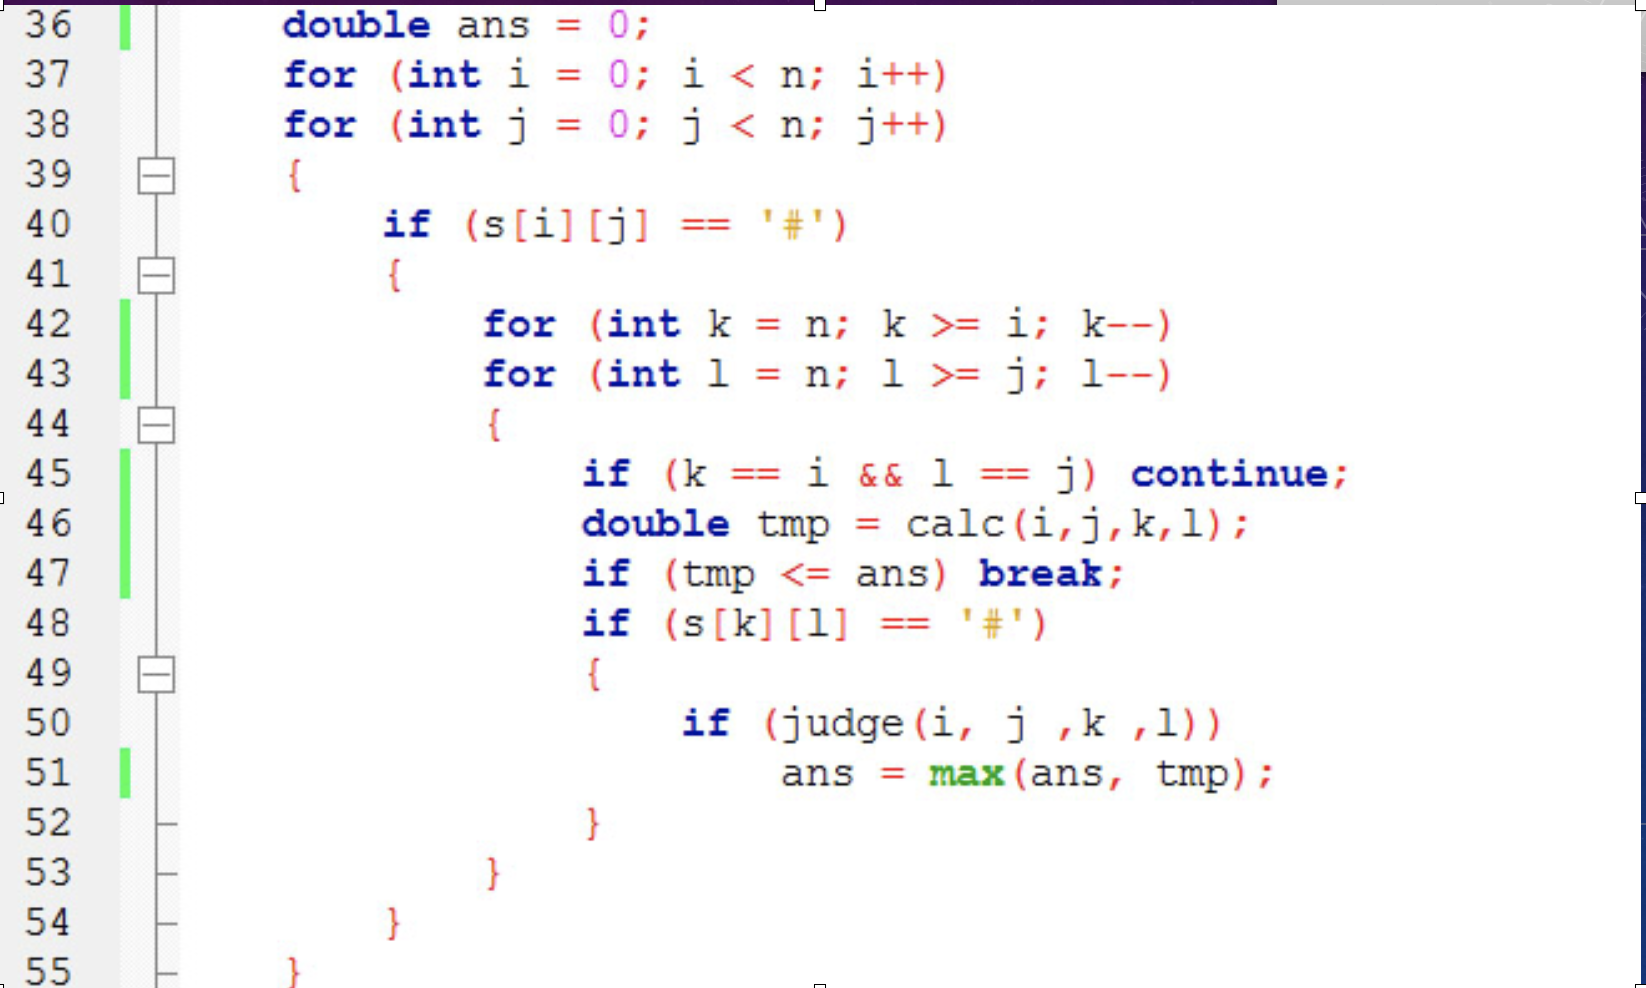 36 double ans = 0;
37 for (int i = 0; i < n; i++)
38 for (int j = 0; j < n; j++)
39 {
40 if (s[i][j] == '#')
41 {
42 for (int k = n; k >= i; k--)
43 for (int l = n; l >= j; l--)
44 {
45 if (k == i && l == j) continue;
46 double tmp = calc(i,j,k,l);
47 if (tmp <= ans) break;
48 if (s[k][l] == '#')
49 {
50 if (judge(i, j ,k ,l))
51 ans = max(ans, tmp);
52 }
53 }
54 }
55 }